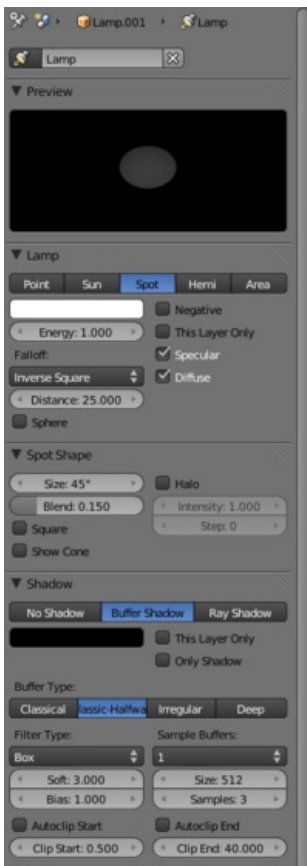 Lamp.001 Lamp
Lamp
Preview
Lamp
Point Sun Spot Hemi Area
Negative
Energy: 1.000 This Layer Only
Falloff: Specular
Inverse Square Diffuse
Distance: 25.000
Sphere
Spot Shape
Size: 45° Halo
Blend: 0.150 Intensity: 1.000
Square Step: 0
Show Cone
Shadow
No Shadow Buffer Shadow Ray Shadow
This Layer Only
Only Shadow
Buffer Type:
Classical lassic-Halfwa Irregular Deep
Filter Type: Sample Buffers:
Box 1
Soft: 3.000 Size: 512
Bias: 1.000 Samples: 3
Autoclip Start Autoclip End
Clip Start: 0.500 Clip End: 40.000